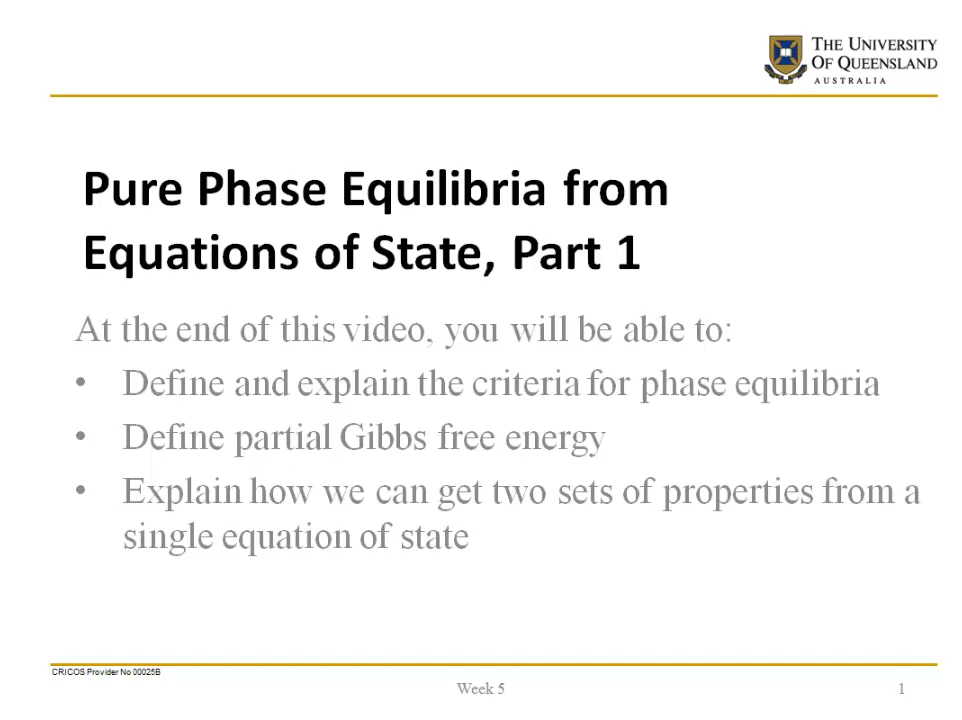 THE UNIVERSITY
OF QUEENSLAND
AUSTRALIA
Pure Phase Equilibria from
Equations of State, Part 1
At the end of this video, you will be able to:
• Define and explain the criteria for phase equilibria
• Define partial Gibbs free energy
• Explain how we can get two sets of properties from a
single equation of state
CRICOS Provider No 00025B
Week 5
1